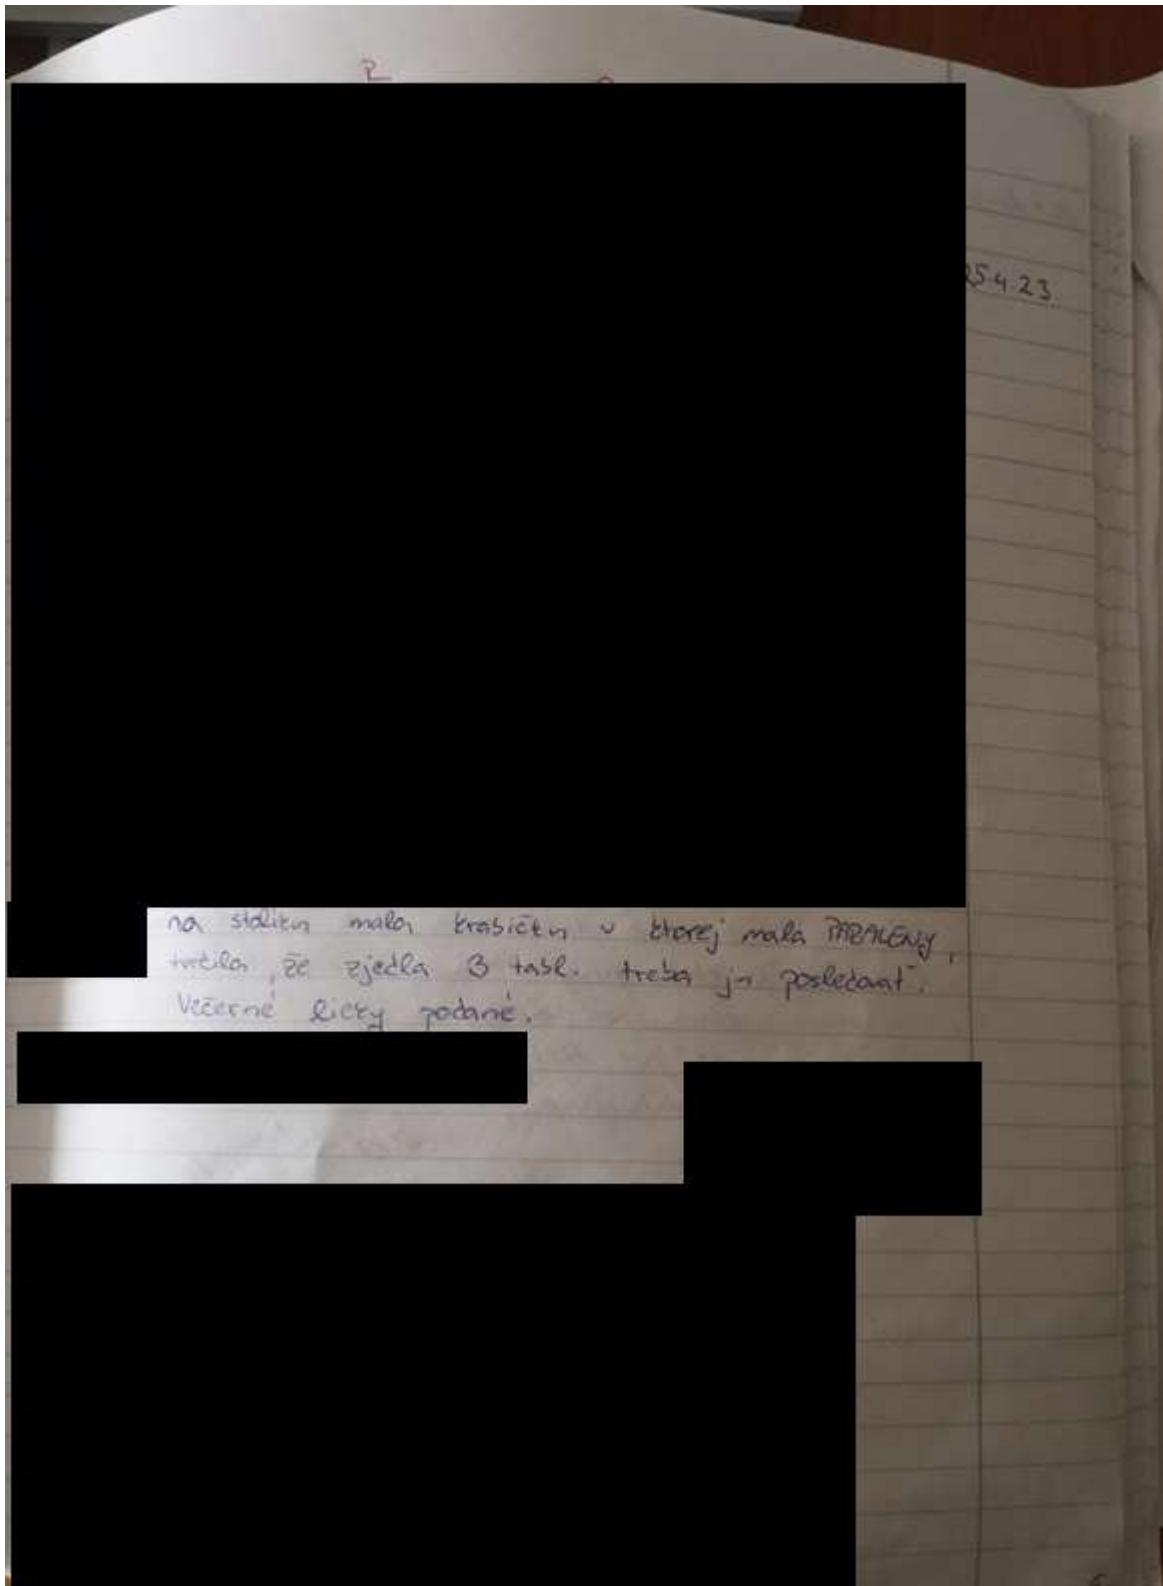 25.4.23.
na stolíku mala krabičku v ktorej mala PARALENY,
tvrdila, že zjedla 3 tabl. treba ju posledovať.
Večerné lieky podané.